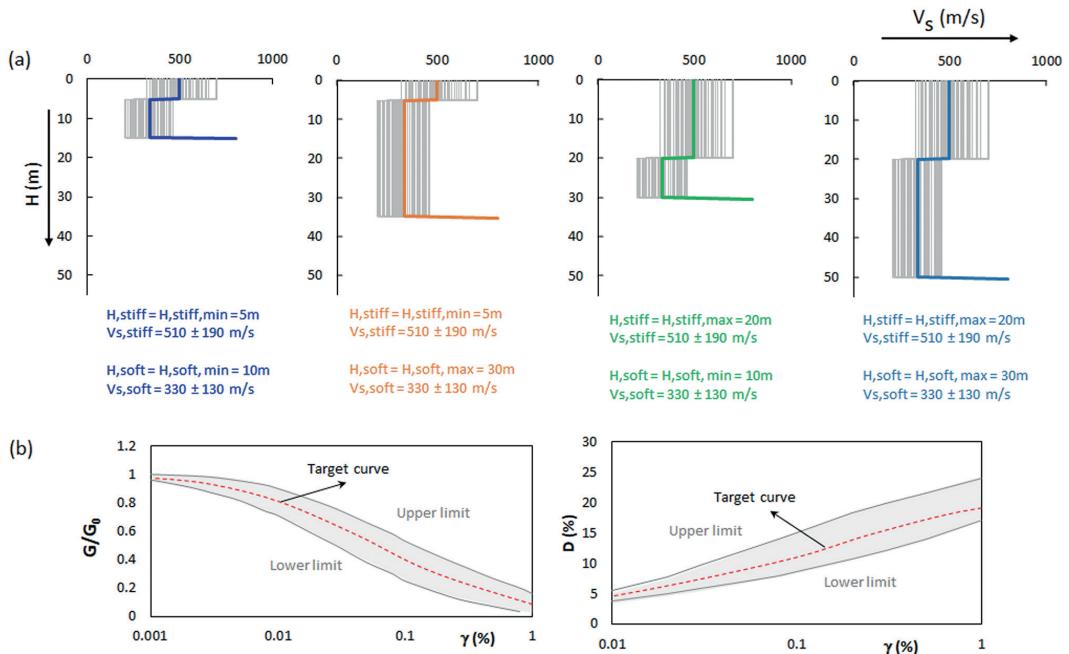 V_S (m/s)
(a)
0 500 1000
0 500 1000
0 500 1000
0 500 1000
H (m)
0
10
20
30
40
50
0
10
20
30
40
50
0
10
20
30
40
50
0
10
20
30
40
50
H,stiff = H,stiff,min = 5m
Vs,stiff = 510 ± 190 m/s
H,soft = H,soft, min = 10m
Vs,soft = 330 ± 130 m/s
H,stiff = H,stiff,min = 5m
Vs,stiff = 510 ± 190 m/s
H,soft = H,soft, max = 30m
Vs,soft = 330 ± 130 m/s
H,stiff = H,stiff,max = 20m
Vs,stiff = 510 ± 190 m/s
H,soft = H,soft, min = 10m
Vs,soft = 330 ± 130 m/s
H,stiff = H,stiff,max = 20m
Vs,stiff = 510 ± 190 m/s
H,soft = H,soft, max = 30m
Vs,soft = 330 ± 130 m/s
(b)
G/G₀
1.2
1
0.8
0.6
0.4
0.2
0
Target curve
Upper limit
Lower limit
0.001 0.01 0.1 1
γ (%)
D (%)
30
25
20
15
10
5
0
Target curve
Upper limit
Lower limit
0.01 0.1 1
γ (%)